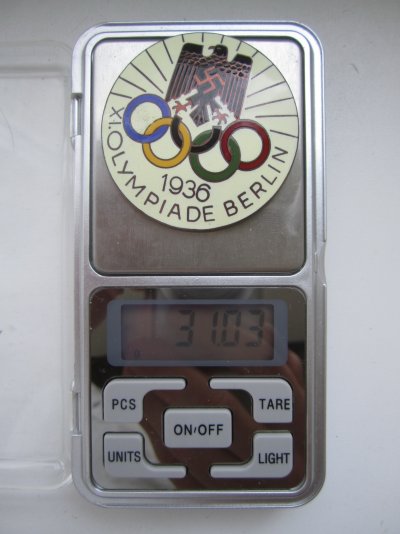 1936
XI. OLYMPIADE BERLIN
31.03
PCS
TARE
ON/OFF
UNITS
LIGHT